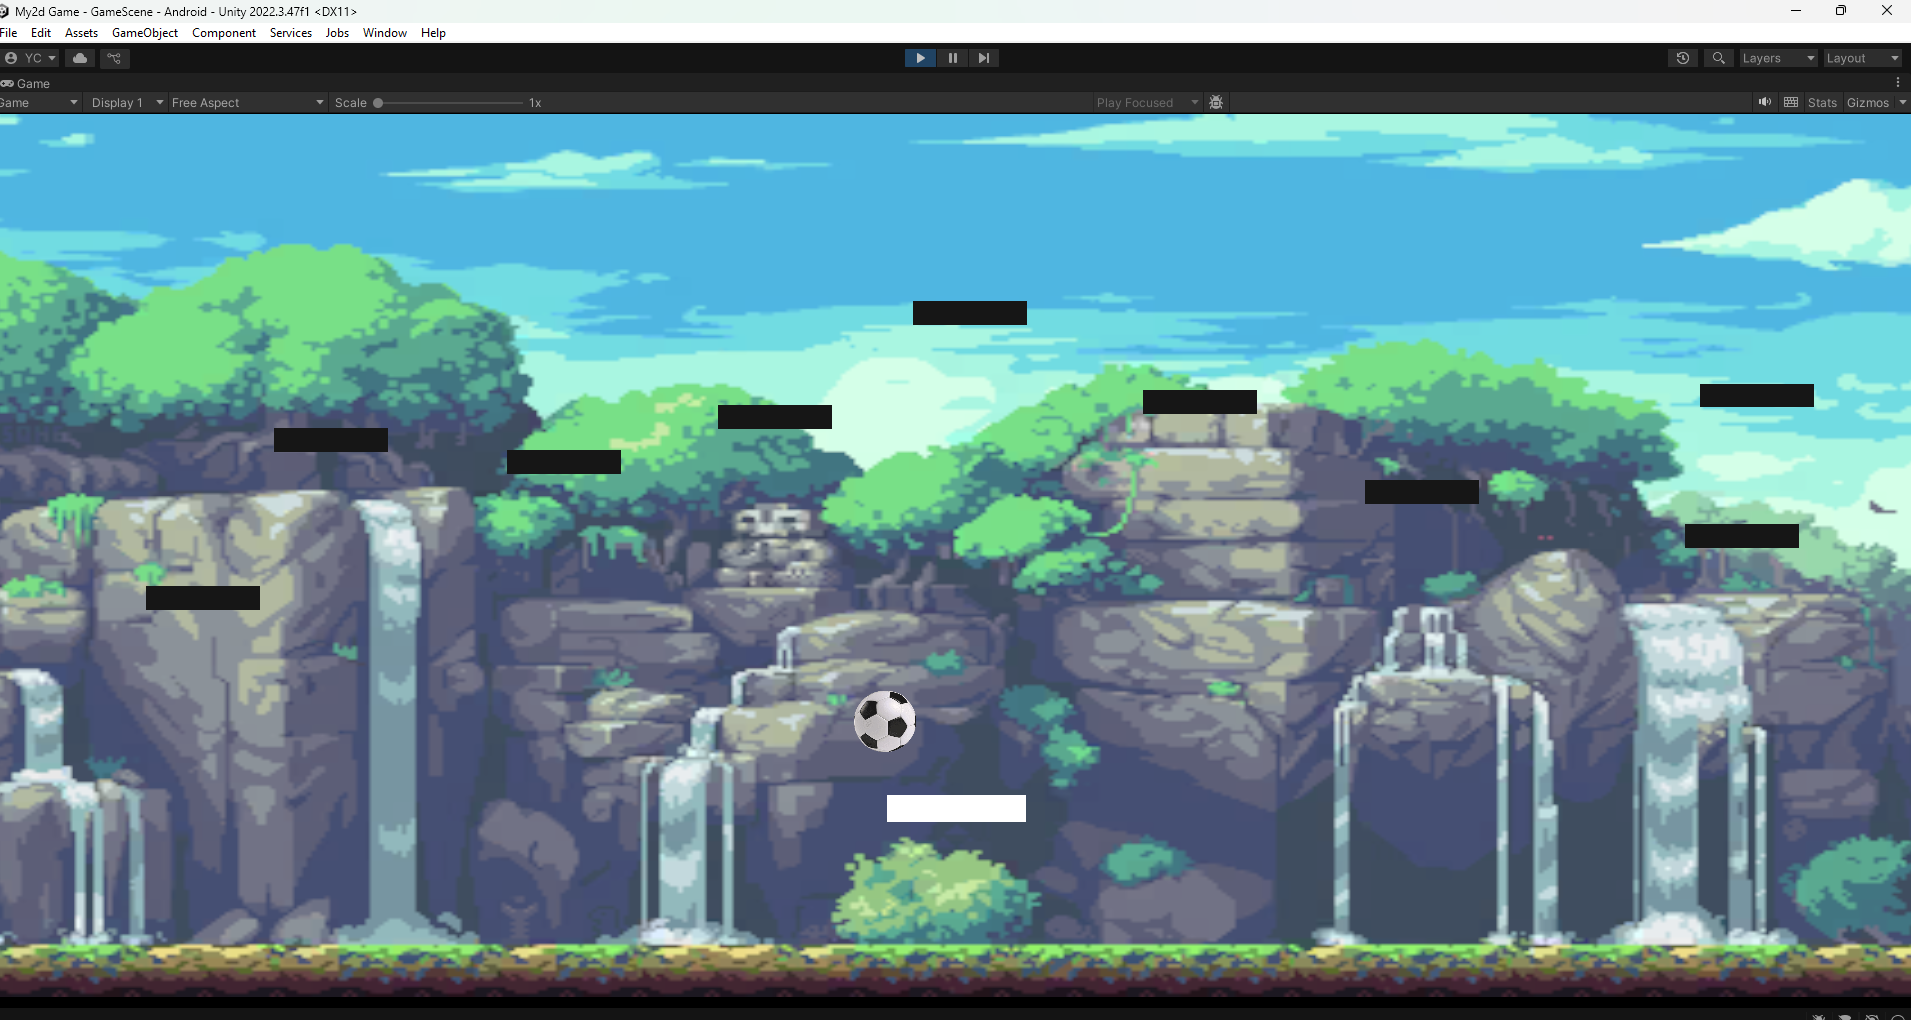 My2d Game - GameScene - Android - Unity 2022.3.47f1 <DX11>
File Edit Assets GameObject Component Services Jobs Window Help
YC Layers Layout
Game
Game Display 1 Free Aspect Scale 1x Play Focused Stats Gizmos